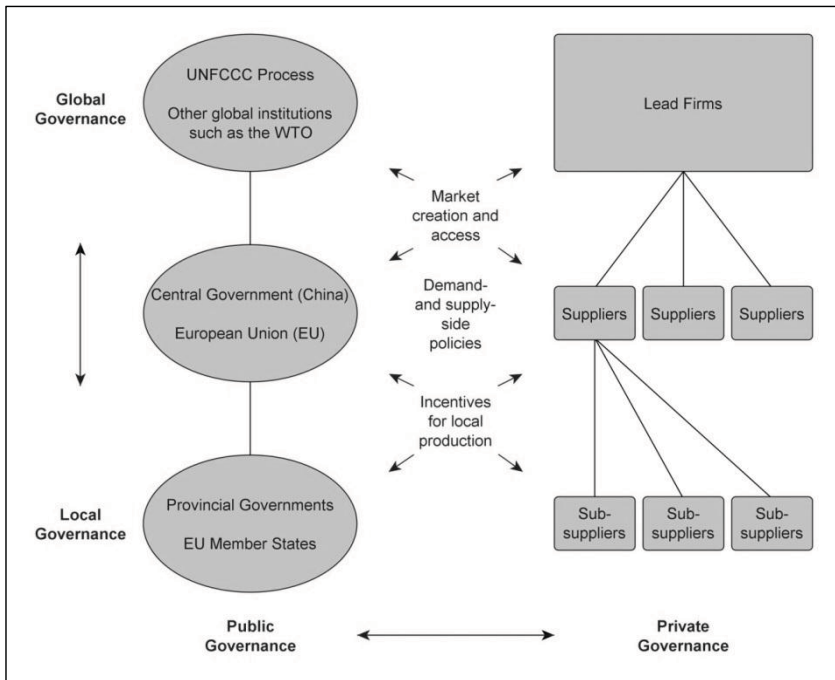 UNFCCC Process
Other global institutions
such as the WTO
Global
Governance
Lead Firms
Market
creation and
access
Central Government (China)
European Union (EU)
Demand-
and supply-
side
policies
Suppliers
Suppliers
Suppliers
Incentives
for local
production
Provincial Governments
EU Member States
Local
Governance
Sub-
suppliers
Sub-
suppliers
Sub-
suppliers
Public
Governance
Private
Governance